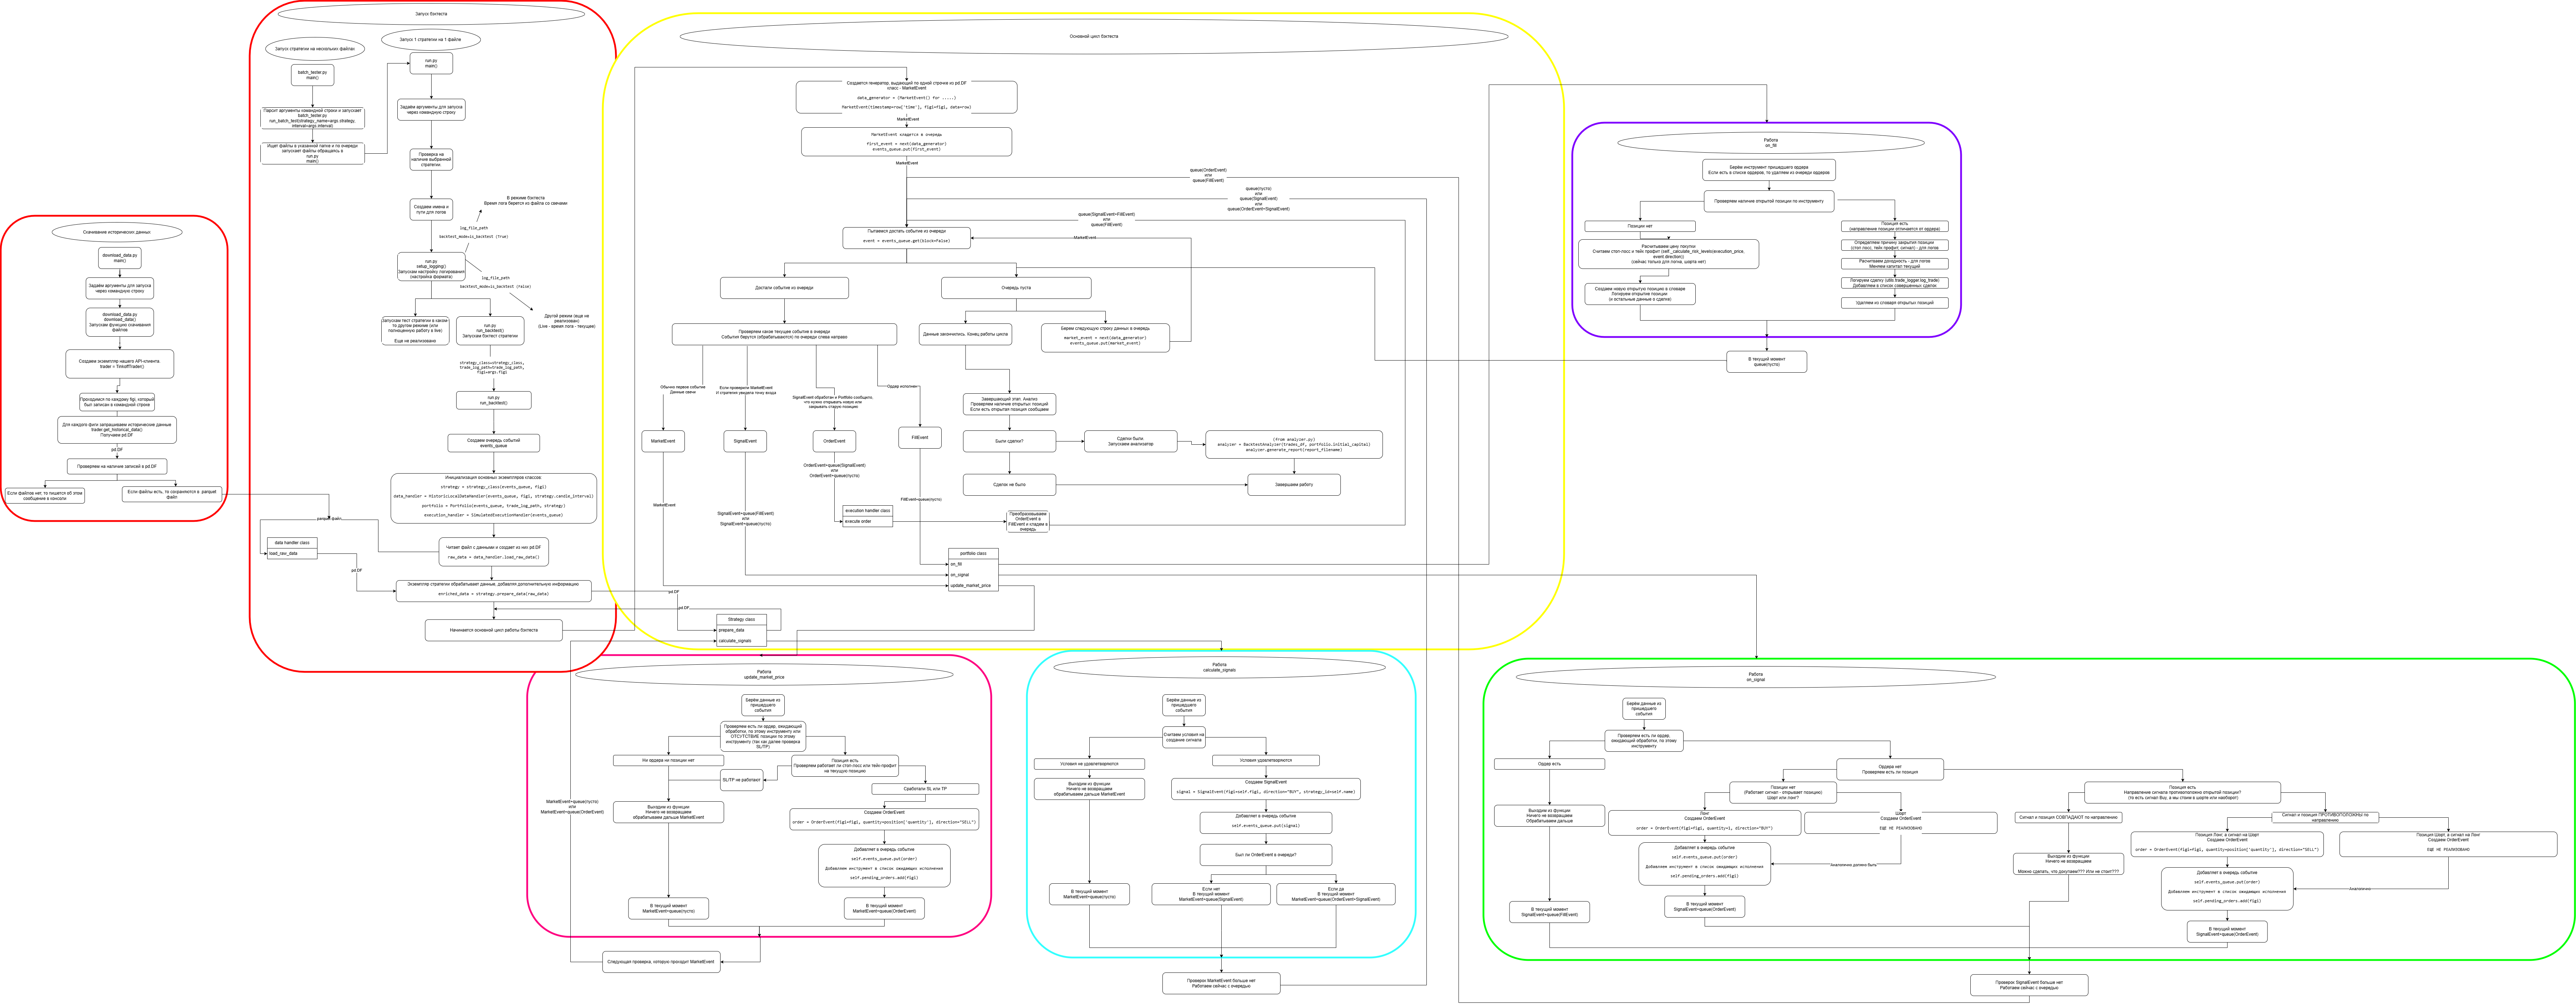 Скачивание исторических данных
download_data.py
main()
Задаём аргументы для запуска
через командную строку
download_data.py
download_data()
Запускам функцию скачивания
файлов
Создаем экземпляр нашего API-клиента
trader = TinkoffTrader()
Проходимся по каждому figi, который
был записан в командной строке
Для каждого фиги запрашиваем исторические данные
trader.get_historical_data()
Получаем pd.DF
pd.DF
Проверяем на наличие записей в pd.DF
Если файлов нет, то пишется об этом
сообщение в консоле
Если файлы есть, то сохраняются в .parquet
файл
Запуск бэктеста
Запуск стратегии на нескольких файлах
batch_tester.py
main()
Парсит аргументы командной строки и запускает
batch_tester.py
run_batch_test(strategy_name=args.strategy,
interval=args.interval)
Ищет файлы в указанной папке и по очереди
запускает файлы обращаясь в
run.py
main()
Запуск 1 стратегии на 1 файле
run.py
main()
Задаём аргументы для запуска
через командную строку
Проверка на
наличие выбранной
стратегии.
Создаем имена и
пути для логов
В режиме бэктеста
Время лога берется из файла со свечами
log_file_path
backtest_mode=is_backtest (True)
run.py
setup_logging()
Запускам настройку логирования
(настройка формата)
log_file_path
backtest_mode=is_backtest (False)
Другой режим (еще не
реализован)
(Live - время лога - текущее)
Запускам тест стратегии в каком-
то другом режиме (или
полноценную работу в live)
Еще не реализовано
run.py
run_backtest()
Запускам бэктест стратегии
strategy_class=strategy_class,
trade_log_path=trade_log_path,
figi=args.figi
run.py
run_backtest()
Создаем очередь событий
events_queue
Инициализация основных экземпляров классов:
strategy = strategy_class(events_queue, figi)
data_handler = HistoricLocalDataHandler(events_queue, figi, strategy.candle_interval)
portfolio = Portfolio(events_queue, trade_log_path, strategy)
execution_handler = SimulatedExecutionHandler(events_queue)
parquet файл
data handler class
load_raw_data
Читает файл с данными и создает из них pd.DF
raw_data = data_handler.load_raw_data()
pd.DF
Экземпляр стратегии обрабатывает данные, добавляя дополнительную информацию
enriched_data = strategy.prepare_data(raw_data)
Начинается основной цикл работы бэктеста
pd.DF
pd.DF
Strategy class
prepare_data
calculate_signals
Основной цикл бэктеста
Создается генератор, выдающий по одной строчке из pd.DF
класс - MarketEvent
data_generator = (MarketEvent() for .....)
MarketEvent(timestamp=row['time'], figi=figi, data=row)
MarketEvent
MarketEvent кладется в очередь
first_event = next(data_generator)
events_queue.put(first_event)
MarketEvent
queue(OrderEvent)
или
queue(FillEvent)
queue(пусто)
или
queue(SignalEvent)
или
queue(OrderEvent+SignalEvent)
queue(SignalEvent+FillEvent)
или
queue(FillEvent)
Пытаемся достать событие из очереди
event = events_queue.get(block=False)
MarketEvent
Достали событие из очереди
Очередь пуста
Проверяем какое текущее событие в очереди
События берутся (обрабатываются) по очереди слева направо
Данные закончились. Конец работы цикла
Берем следующую строку данных в очередь
market_event = next(data_generator)
events_queue.put(market_event)
Обычно первое событие
Данные свечи
Если проверяли MarketEvent
И стратегия увидела точку входа
SignalEvent обработан и Portfolio сообщило,
что нужно открывать новую или
закрывать старую позицию
Ордер исполнен
MarketEvent
SignalEvent
OrderEvent
FillEvent
Завершающий этап. Анализ
Проверяем наличие открытых позиций
Если есть открытая позиция сообщаем
Были сделки?
Сделки были
Запускаем анализатор
(from analyzer.py)
analyzer = BacktestAnalyzer(trades_df, portfolio.initial_capital)
analyzer.generate_report(report_filename)
Сделок не было
Завершаем работу
OrderEvent+queue(SignalEvent)
или
OrderEvent+queue(пусто)
MarketEvent
SignalEvent+queue(FillEvent)
или
SignalEvent+queue(пусто)
FillEvent+queue(пусто)
execution handler class
execute order
Преобразовываем
OrderEvent в
FillEvent и кладем в
очередь
portfolio class
on_fill
on_signal
update_market_price
Работа
on_fill
Берём инструмент пришедшего ордера
Если есть в списке ордеров, то удаляем из очереди ордеров
Проверяем наличие открытой позиции по инструменту
Позиции нет
Рассчитываем цену покупки
Считаем стоп-лосс и тейк профит (self._calculate_risk_levels(execution_price,
event.direction))
(сейчас только для логов, шорта нет)
Создаем новую открытую позицию в словаре
Логируем открытие позиции
(и остальные данные о сделке)
Позиция есть
(направление позиции отличается от ордера)
Определяем причину закрытия позиции
(стоп лосс, тейк профит, сигнал) - для логов
Рассчитвиаем доходность - для логов
Меняем капитал текущий
Логируем сделку (utils.trade_logger.log_trade)
Добавляем в список совершенных сделок
Удаляем из словаря открытых позиций
В текущий момент
queue(пусто)
Работа
update_market_price
Берём данные из
пришедшего
события
Проверяем есть ли ордер, ожидающий
обработки, по этому инструменту или
ОТСУТСТВИЕ позиции по этому
инструменту (так как далее проверка
SL/TP)
Ни ордера ни позиции нет
Позиция есть
Проверяем работает ли стоп-лосс или тейк-профит
на текущую позицию
SL/TP не работают
Сработали SL или TP
Выходим из функции
Ничего не возвращаем
обрабатываем дальше MarketEvent
Создаем OrderEvent
order = OrderEvent(figi=figi, quantity=position['quantity'], direction="SELL")
Добавляет в очередь событие
self.events_queue.put(order)
Добавляем инструмент в список ожидающих исполнения
self.pending_orders.add(figi)
В текущий момент
MarketEvent+queue(пусто)
В текущий момент
MarketEvent+queue(OrderEvent)
MarketEvent+queue(пусто)
или
MarketEvent+queue(OrderEvent)
Следующая проверка, которую проходит MarketEvent
Работа
calculate_signals
Берём данные из
пришедшего
события
Считаем условия на
создание сигнала
Условия не удовлетворяются
Условия удовлетворяются
Выходим из функции
Ничего не возвращаем
обрабатываем дальше MarketEvent
Создаем SignalEvent
signal = SignalEvent(figi=self.figi, direction="BUY", strategy_id=self.name)
Добавляет в очередь событие
self.events_queue.put(signal)
Был ли OrderEvent в очереди?
В текущий момент
MarketEvent+queue(пусто)
Если нет
В текущий момент
MarketEvent+queue(SignalEvent)
Если да
В текущий момент
MarketEvent+queue(OrderEvent+SignalEvent)
Проверок MarketEvent больше нет
Работаем сейчас с очередью
Работа
on_signal
Берём данные из
пришедшего
события
Проверяем есть ли ордер,
ожидающий обработки, по этому
инструменту
Ордер есть
Ордера нет
Проверяем есть ли позиция
Выходим из функции
Ничего не возвращаем
Обрабатываем дальше
Позиции нет
(Работает сигнал - открывает позицию)
Шорт или лонг?
Позиция есть
Направление сигнала противоположно открытой позиции?
(то есть сигнал Buy, а мы стоим в шорте или наоборот)
Лонг
Создаем OrderEvent
order = OrderEvent(figi=figi, quantity=1, direction="BUY")
Шорт
Создаем OrderEvent
ЕЩЕ НЕ РЕАЛИЗОВАНО
Добавляет в очередь событие
self.events_queue.put(order)
Добавляем инструмент в список ожидающих исполнения
self.pending_orders.add(figi)
Аналогично должно быть
Сигнал и позиция СОВПАДАЮТ по направлению
Выходим из функции
Ничего не возвращаем
Можно сделать, что докупаем??? Или не стоит???
Сигнал и позиция ПРОТИВОПОЛОЖНЫ по
направлению
Позиция Лонг, а сигнал на Шорт
Создаем OrderEvent
order = OrderEvent(figi=figi, quantity=position['quantity'], direction="SELL")
Позиция Шорт, а сигнал на Лонг
Создаем OrderEvent
ЕЩЕ НЕ РЕАЛИЗОВАНО
Добавляет в очередь событие
self.events_queue.put(order)
Добавляем инструмент в список ожидающих исполнения
self.pending_orders.add(figi)
Аналогично
В текущий момент
SignalEvent+queue(FillEvent)
В текущий момент
SignalEvent+queue(OrderEvent)
В текущий момент
SignalEvent+queue(OrderEvent)
Проверок SignalEvent больше нет
Работаем сейчас с очередью